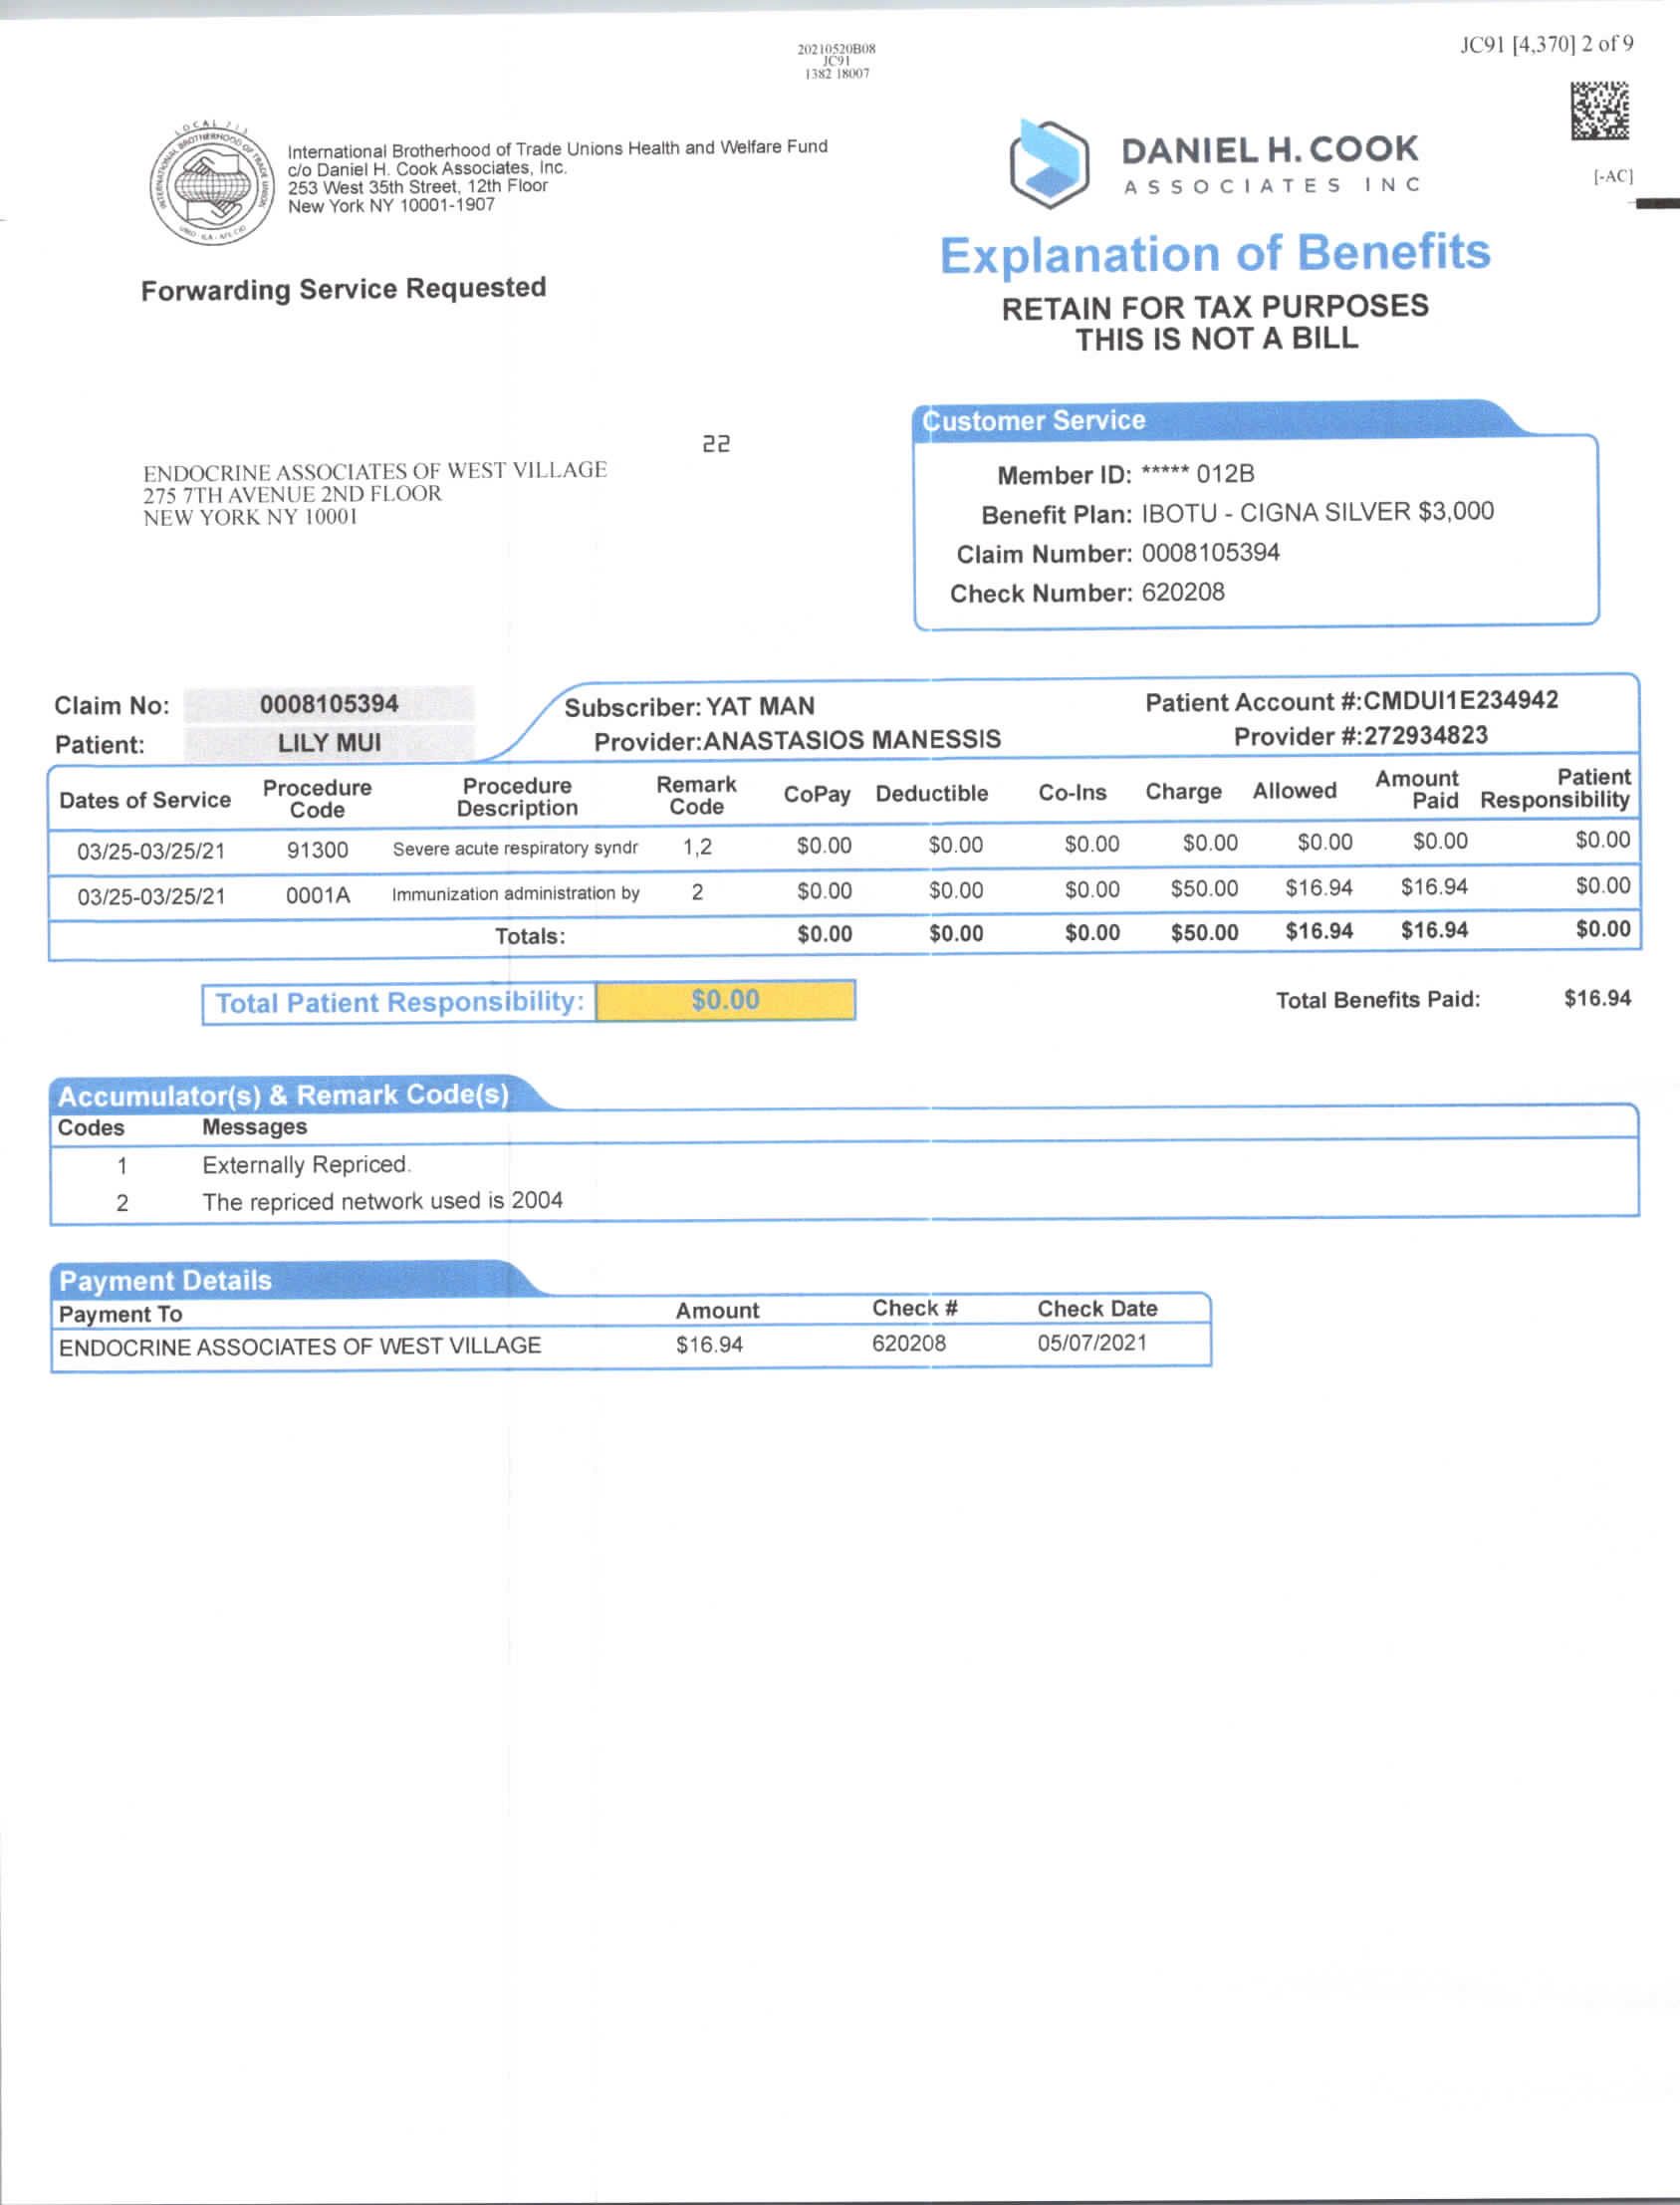 20210520B08
JC91
1382 18007
JC91 [4,370] 2 of 9
LOCAL 713
INTERNATIONAL BROTHERHOOD OF TRADE UNIONS
International Brotherhood of Trade Unions Health and Welfare Fund
c/o Daniel H. Cook Associates, Inc.
253 West 35th Street, 12th Floor
New York NY 10001-1907
DANIEL H. COOK
ASSOCIATES INC
[-AC]
Explanation of Benefits
RETAIN FOR TAX PURPOSES
THIS IS NOT A BILL
Forwarding Service Requested
22
ENDOCRINE ASSOCIATES OF WEST VILLAGE
275 7TH AVENUE 2ND FLOOR
NEW YORK NY 10001
Customer Service
Member ID: ***** 012B
Benefit Plan: IBOTU - CIGNA SILVER $3,000
Claim Number: 0008105394
Check Number: 620208
Claim No: 0008105394 Subscriber: YAT MAN Patient Account #:CMDUI1E234942
Patient: LILY MUI Provider:ANASTASIOS MANESSIS Provider #:272934823
Dates of Service Procedure Code Procedure Description Remark Code CoPay Deductible Co-Ins Charge Allowed Amount Paid Patient Responsibility
03/25-03/25/21 91300 Severe acute respiratory syndr 1,2 $0.00 $0.00 $0.00 $0.00 $0.00 $0.00 $0.00
03/25-03/25/21 0001A Immunization administration by 2 $0.00 $0.00 $0.00 $50.00 $16.94 $16.94 $0.00
Totals: $0.00 $0.00 $0.00 $50.00 $16.94 $16.94 $0.00
Total Patient Responsibility: $0.00 Total Benefits Paid: $16.94
Accumulator(s) & Remark Code(s)
Codes Messages
1 Externally Repriced.
2 The repriced network used is 2004
Payment Details
Payment To Amount Check # Check Date
ENDOCRINE ASSOCIATES OF WEST VILLAGE $16.94 620208 05/07/2021